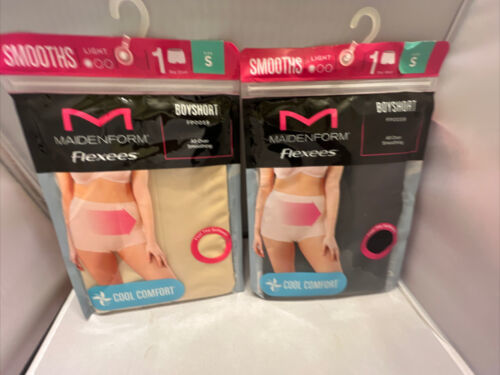 SMOOTHS
LIGHT
1
S
BOYSHORT
MAIDENFORM
flexees
All Over
Smoothing
COOL COMFORT
SMOOTHS
LIGHT
1
S
BOYSHORT
MAIDENFORM
flexees
All Over
Smoothing
COOL COMFORT